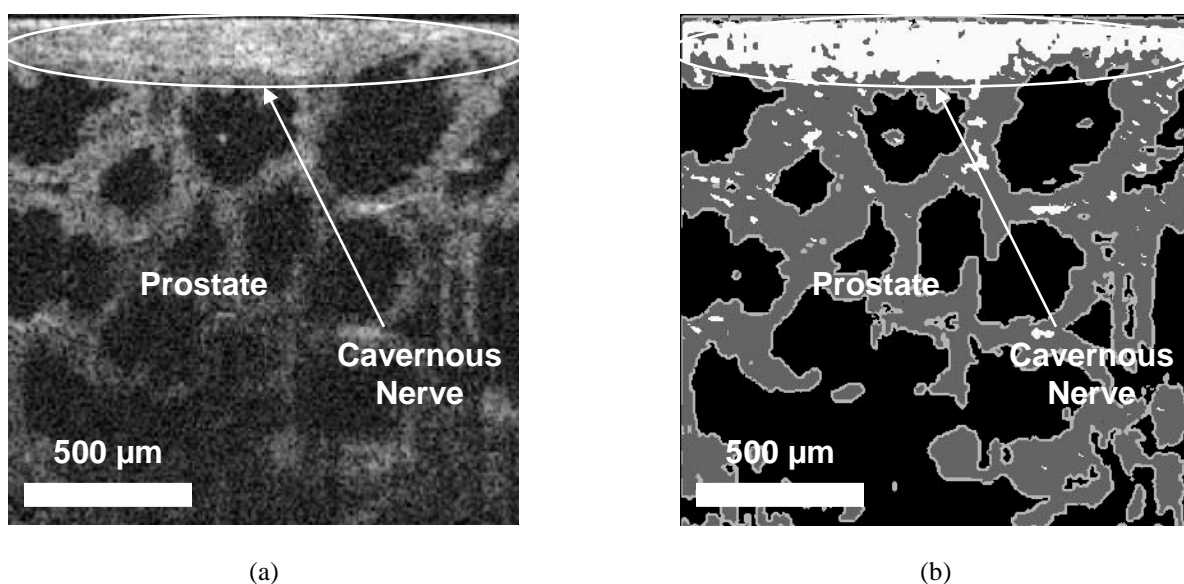 Prostate
Cavernous
Nerve
500 µm
(a)
Prostate
Cavernous
Nerve
500 µm
(b)